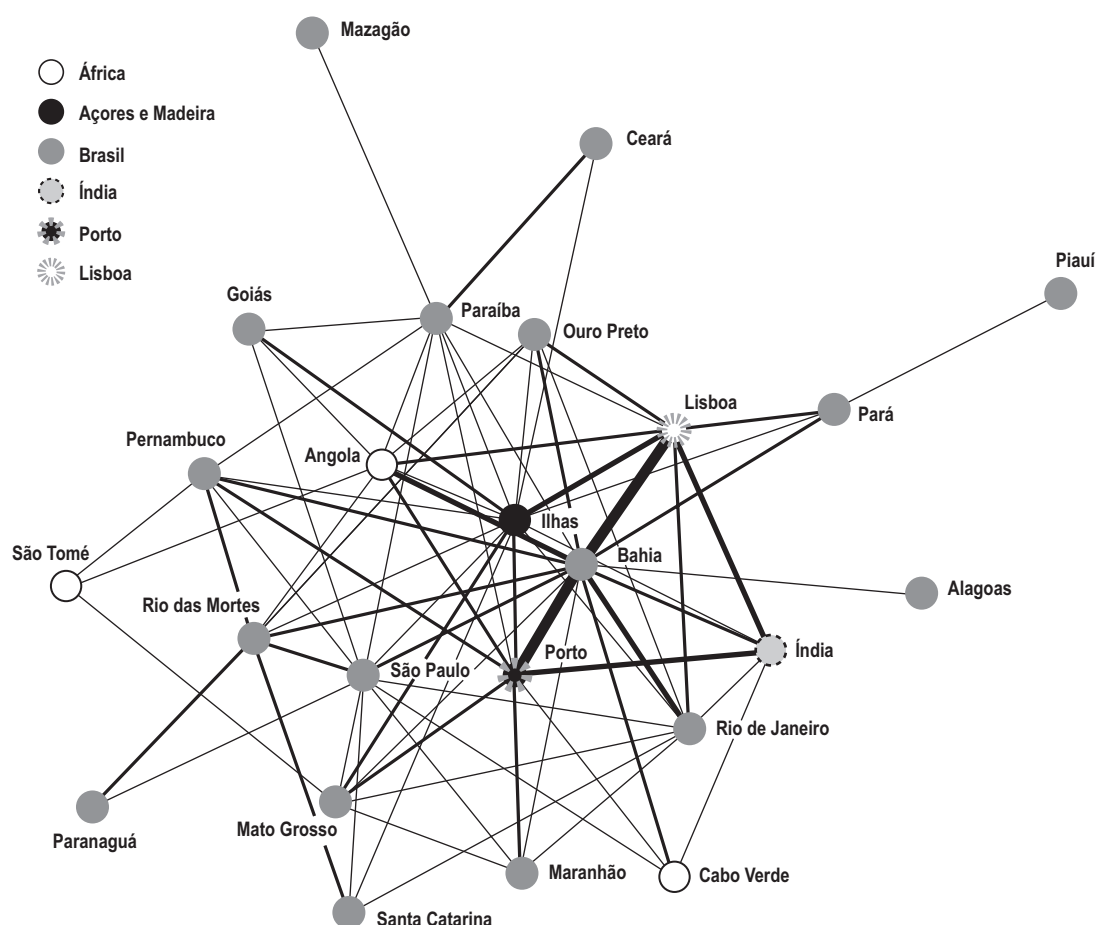 Mazagão
África
Açores e Madeira
Brasil
Índia
Porto
Lisboa
Ceará
Piauí
Goiás
Paraíba
Ouro Preto
Lisboa
Pará
Pernambuco
Angola
Ilhas
Bahia
São Tomé
Alagoas
Rio das Mortes
Porto
Índia
São Paulo
Rio de Janeiro
Mato Grosso
Paranaguá
Maranhão
Cabo Verde
Santa Catarina